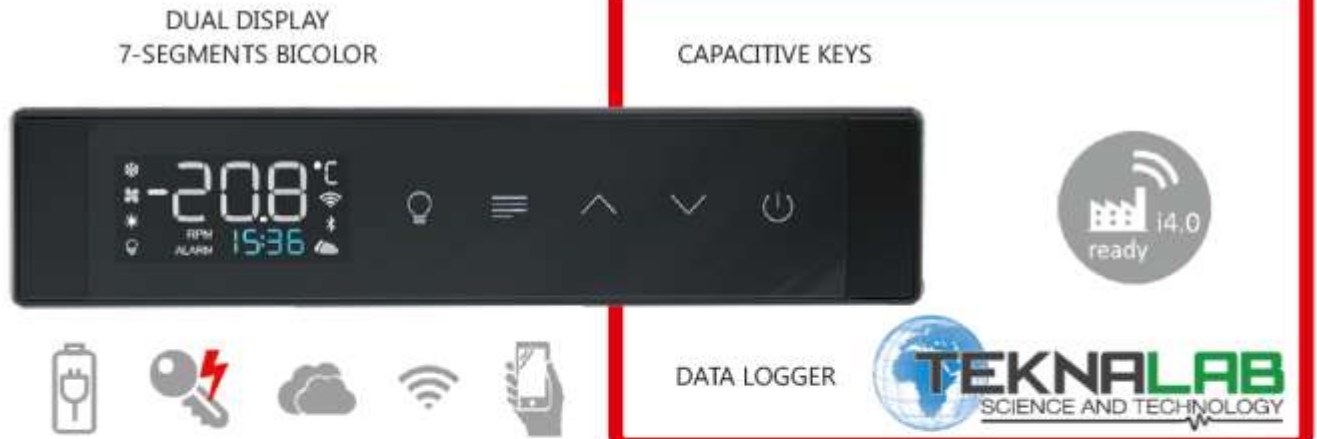 DUAL DISPLAY
7-SEGMENTS BICOLOR
CAPACITIVE KEYS
-20.8 °C
RPM
ALARM 15:36
i4.0
ready
DATA LOGGER
TEKNALAB
SCIENCE AND TECHNOLOGY